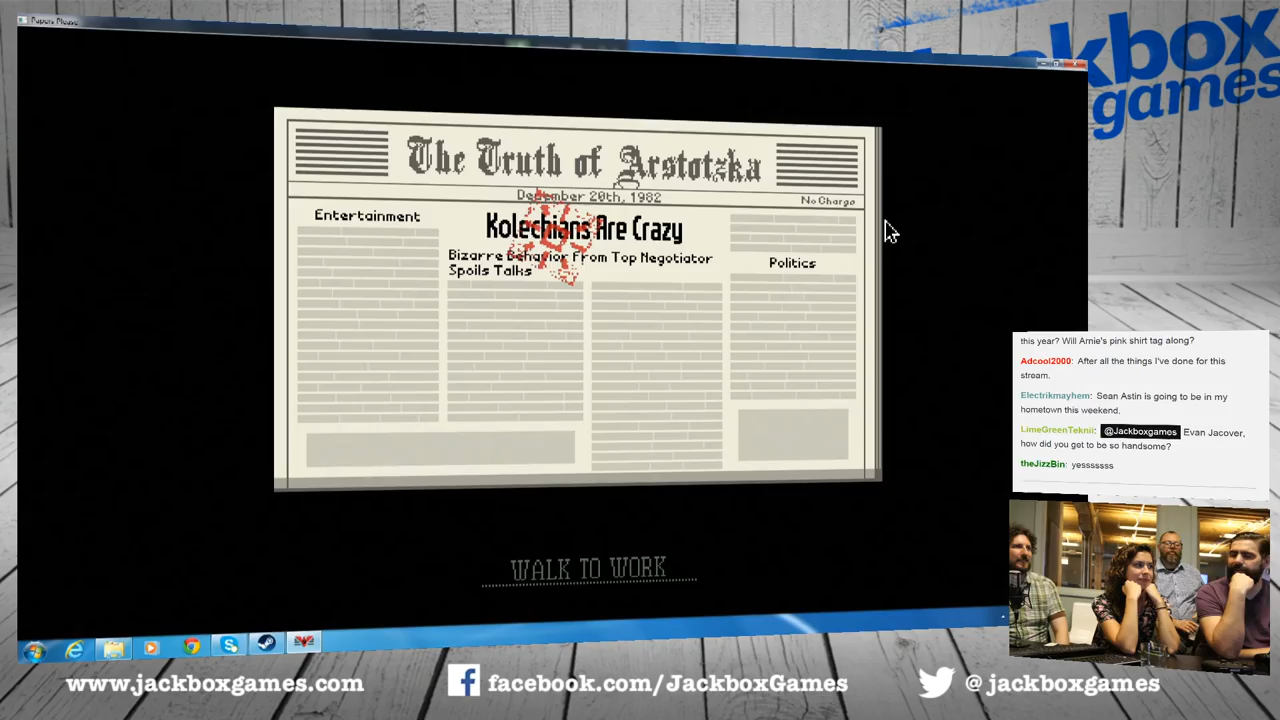 Papers Please
Jackbox
games
The Truth of Arstotzka
December 20th, 1982
No Charge
Entertainment
Kolechians Are Crazy
Bizarre Behavior From Top Negotiator
Spoils Talks
Politics
WALK TO WORK
this year? Will Arnie's pink shirt tag along?
Adcool2000: After all the things I've done for this
stream.
Electrikmayhem: Sean Astin is going to be in my
hometown this weekend.
LimeGreenTeknii: @Jackboxgames Evan Jacover,
how did you get to be so handsome?
theJizzBin: yesssssss
www.jackboxgames.com
facebook.com/JackboxGames
@jackboxgames